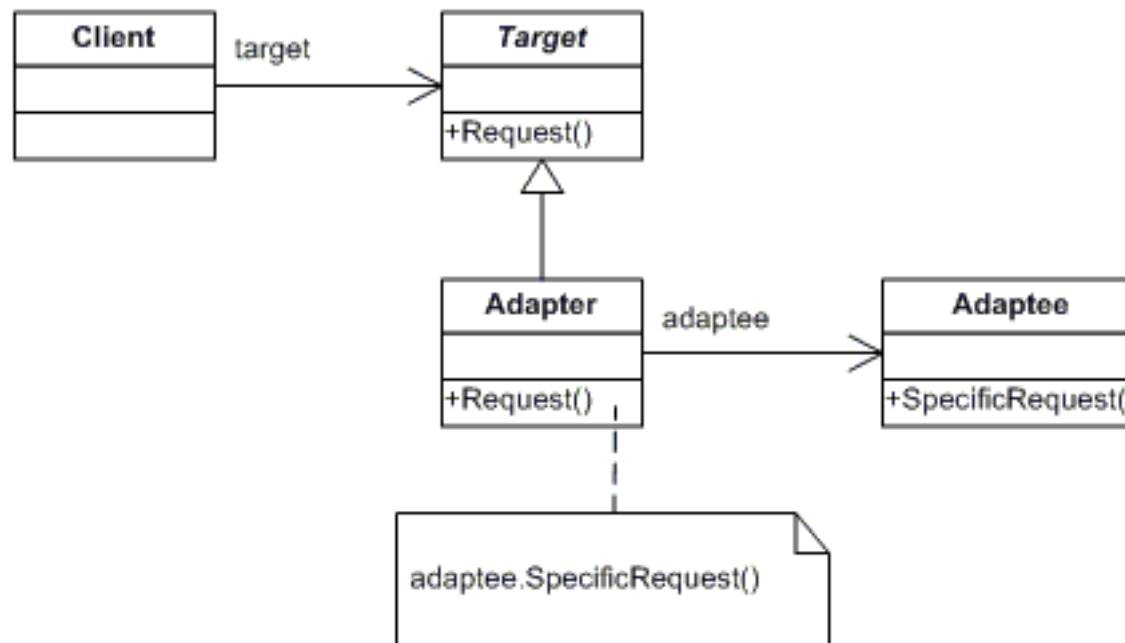 Client
target
Target
+Request()
Adapter
adaptee
Adaptee
+Request()
+SpecificRequest(
adaptee.SpecificRequest()